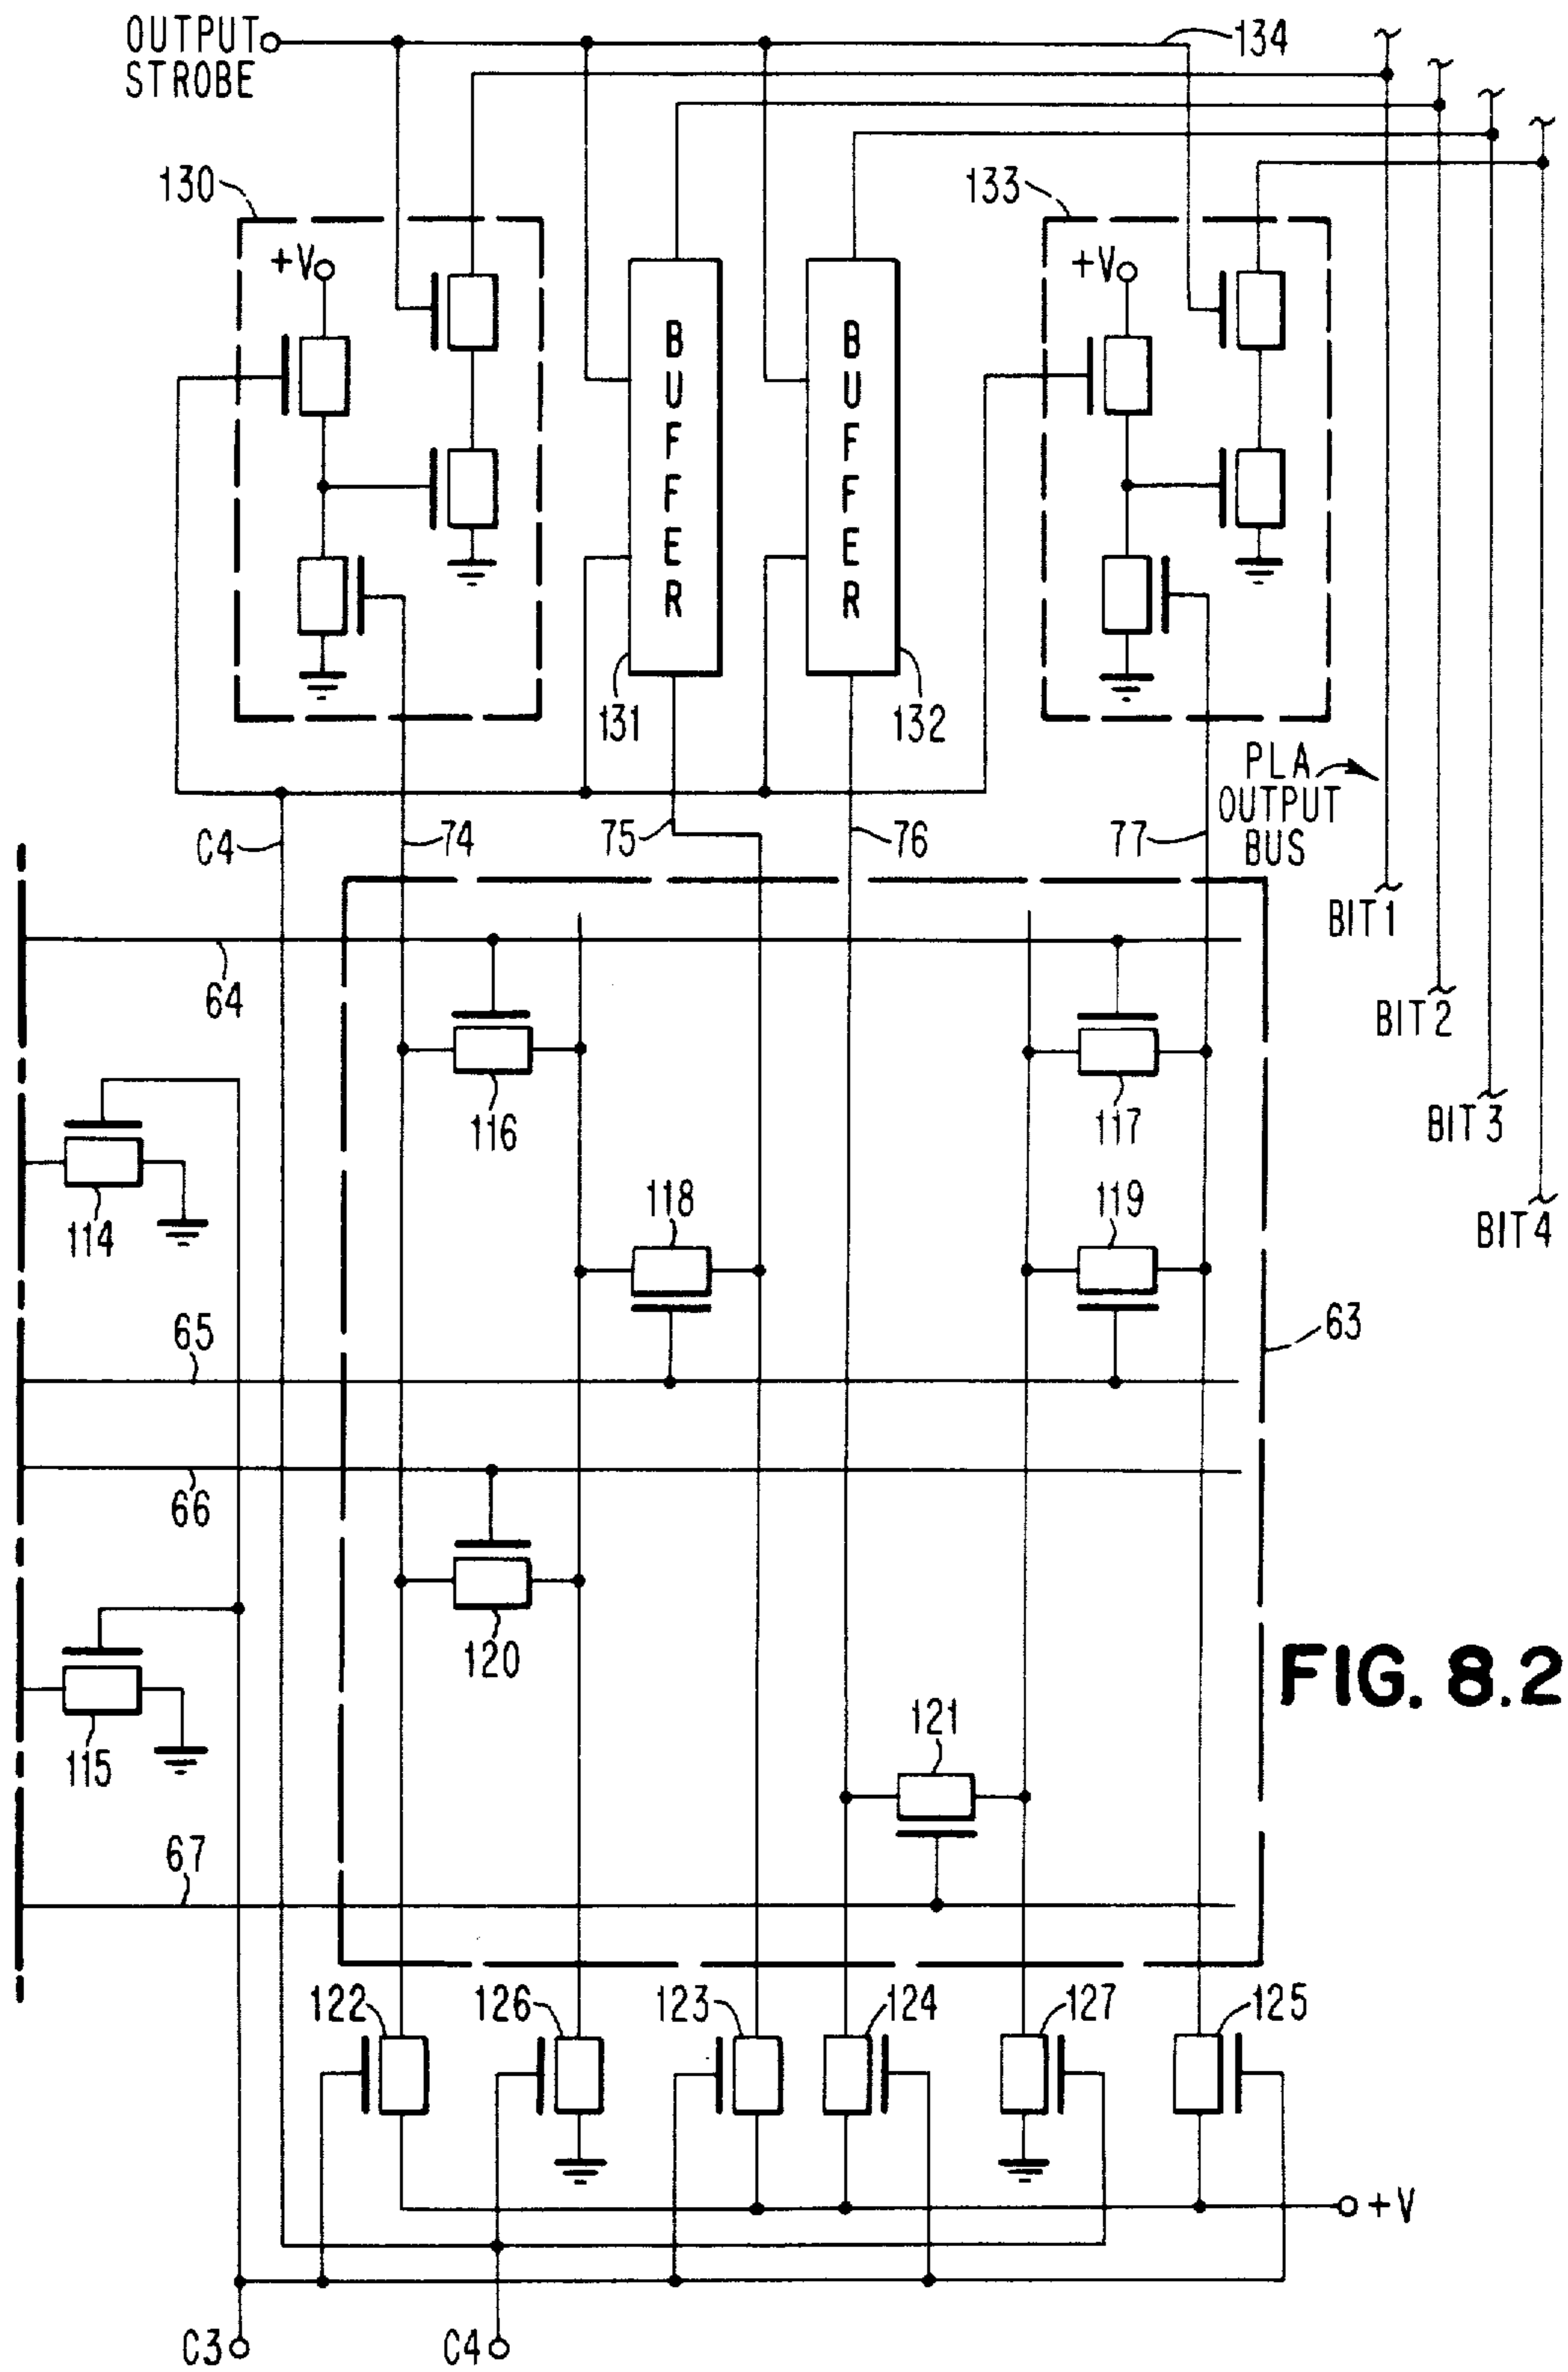 OUTPUT
STROBE
134
130
133
+V
+V
BUFFER
BUFFER
131
132
PLA
OUTPUT
BUS
C4
74
75
76
77
BIT1
64
BIT2
116
117
BIT3
114
118
119
BIT4
65
63
66
120
FIG. 8.2
115
121
67
122
126
123
124
127
125
+V
C3
C4